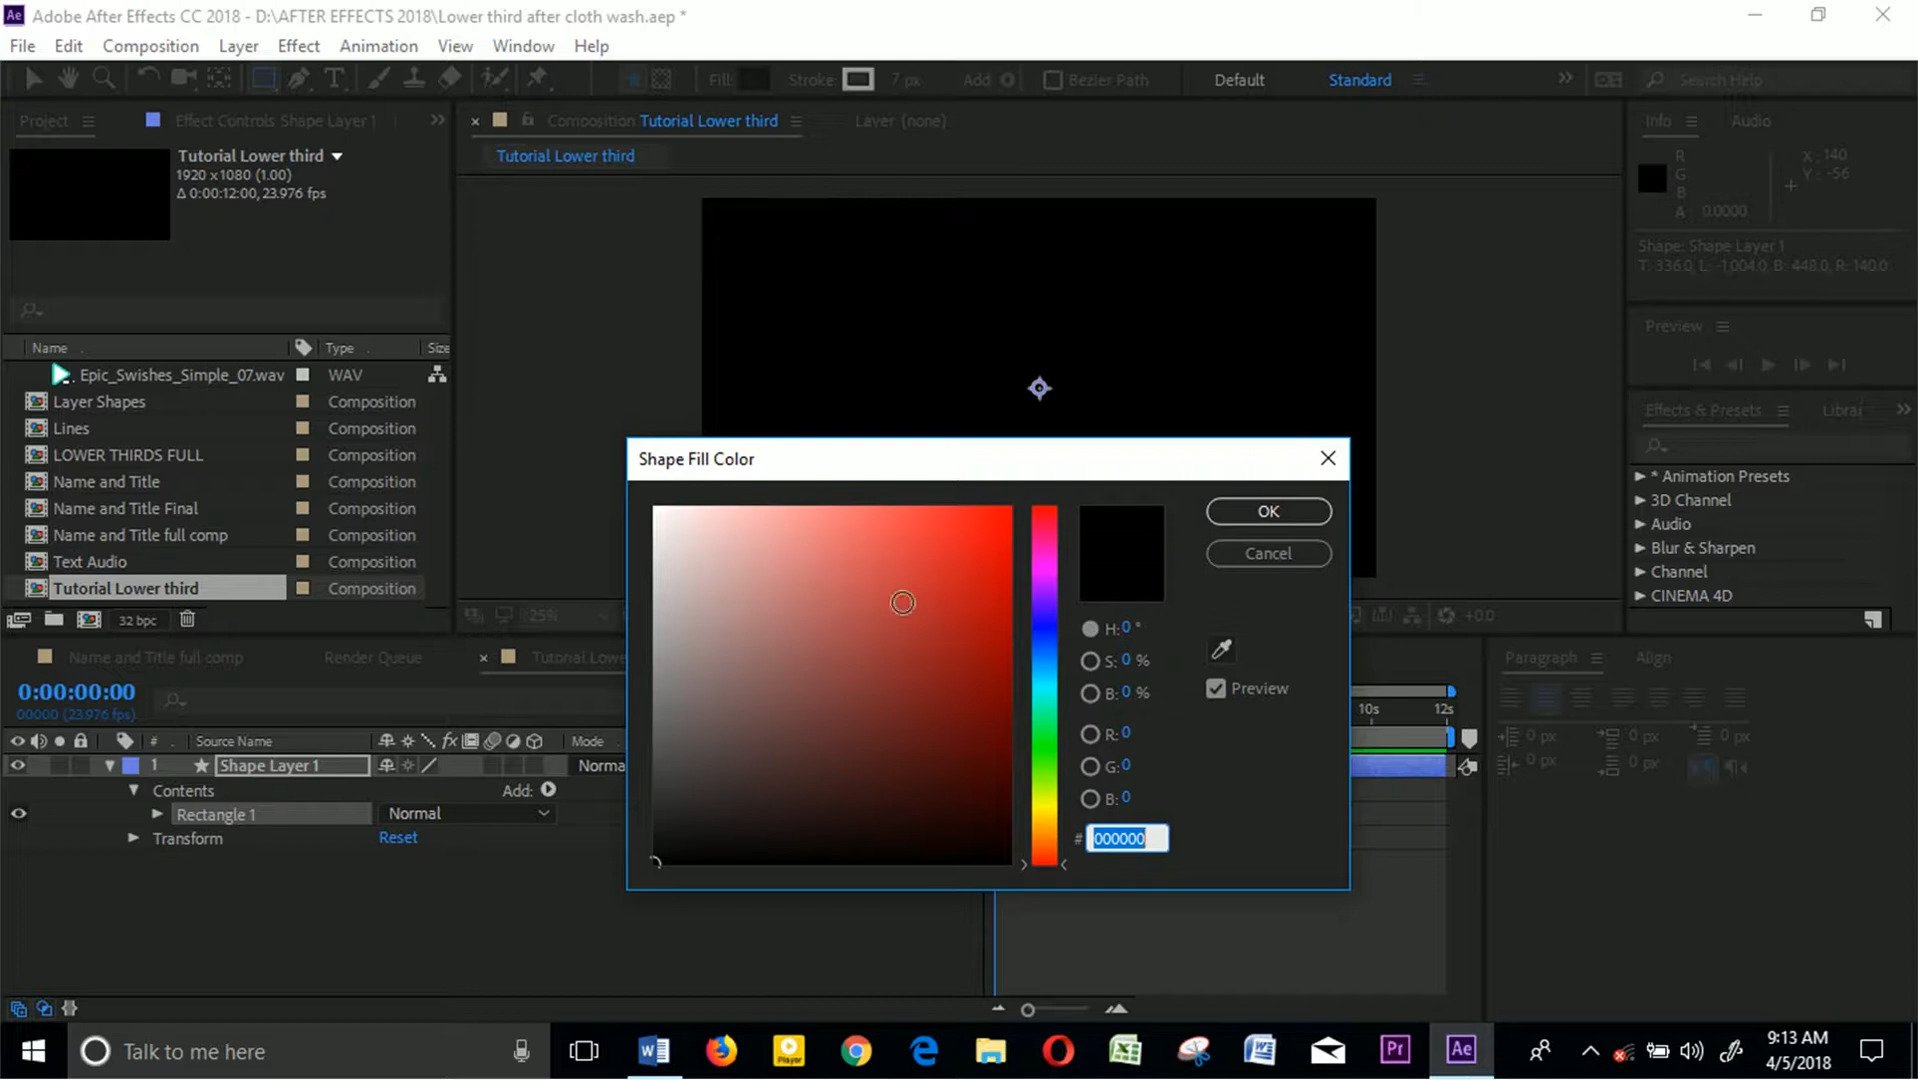 Adobe After Effects CC 2018 - D:\AFTER EFFECTS 2018\Lower third after cloth wash.aep *
File Edit Composition Layer Effect Animation View Window Help
Fill: Stroke: 7 px Add: Bezier Path Default Standard Search Help
Project Effect Controls Shape Layer 1
Composition Tutorial Lower third Layer (none)
Info Audio
Tutorial Lower third
1920 x1080 (1.00)
Δ 0:00:12:00, 23.976 fps
Tutorial Lower third
R
G
B
A : 0.0000
X : 140
Y : -56
Shape: Shape Layer 1
T: 336.0, L: -1004.0, B: 448.0, R: 140.0
Preview
Name Type Size
Epic_Swishes_Simple_07.wav WAV
Layer Shapes Composition
Lines Composition
LOWER THIRDS FULL Composition
Name and Title Composition
Name and Title Final Composition
Name and Title full comp Composition
Text Audio Composition
Tutorial Lower third Composition
32 bpc
Effects & Presets Librar
* Animation Presets
3D Channel
Audio
Blur & Sharpen
Channel
CINEMA 4D
25%
+0.0
Shape Fill Color
OK
Cancel
H: 0 °
S: 0 %
B: 0 %
R: 0
G: 0
B: 0
# 000000
Preview
Name and Title full comp Render Queue Tutorial Lowe
0:00:00:00
00000 (23.976 fps)
# Source Name Mode
1 Shape Layer 1 Norma
Contents Add:
Rectangle 1 Normal
Transform Reset
10s 12s
Paragraph Align
0 px 0 px 0 px
0 px 0 px
Talk to me here
Player
Pr Ae
9:13 AM
4/5/2018